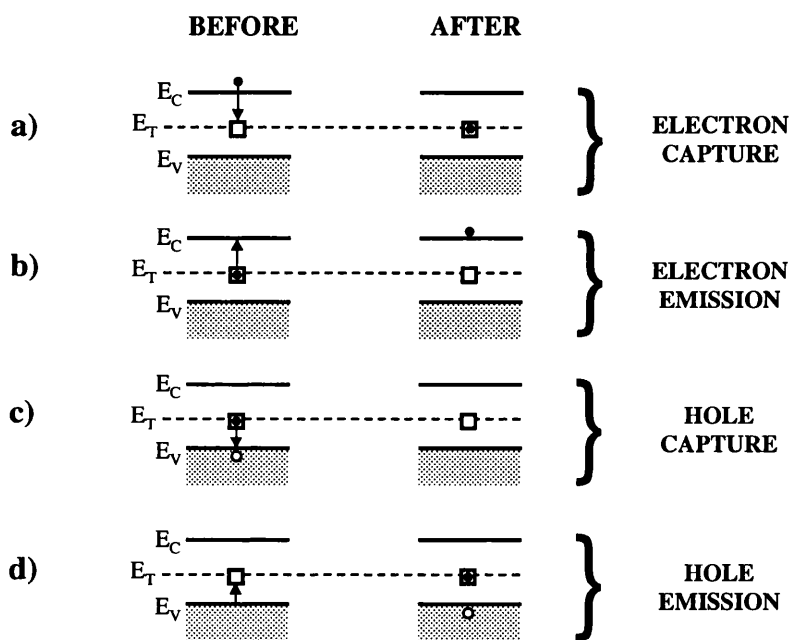 BEFORE AFTER
a)
E_C
E_T
E_V
ELECTRON
CAPTURE
b)
E_C
E_T
E_V
ELECTRON
EMISSION
c)
E_C
E_T
E_V
HOLE
CAPTURE
d)
E_C
E_T
E_V
HOLE
EMISSION